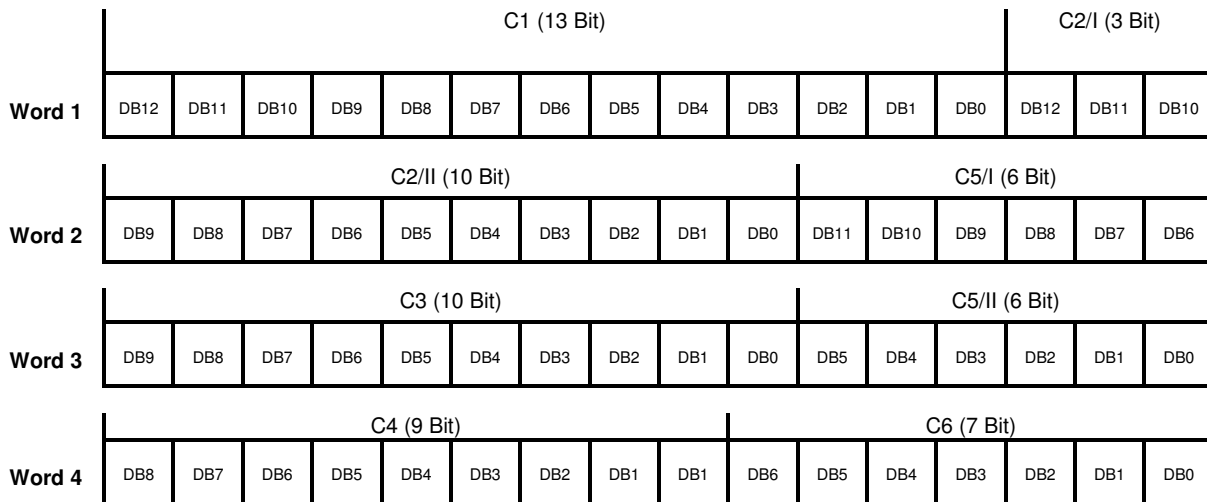 C1 (13 Bit) C2/I (3 Bit)
Word 1 DB12 DB11 DB10 DB9 DB8 DB7 DB6 DB5 DB4 DB3 DB2 DB1 DB0 DB12 DB11 DB10
C2/II (10 Bit) C5/I (6 Bit)
Word 2 DB9 DB8 DB7 DB6 DB5 DB4 DB3 DB2 DB1 DB0 DB11 DB10 DB9 DB8 DB7 DB6
C3 (10 Bit) C5/II (6 Bit)
Word 3 DB9 DB8 DB7 DB6 DB5 DB4 DB3 DB2 DB1 DB0 DB5 DB4 DB3 DB2 DB1 DB0
C4 (9 Bit) C6 (7 Bit)
Word 4 DB8 DB7 DB6 DB5 DB4 DB3 DB2 DB1 DB1 DB6 DB5 DB4 DB3 DB2 DB1 DB0